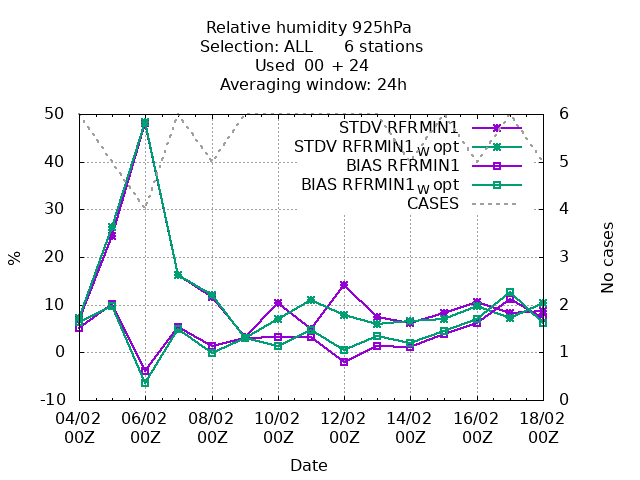 Relative humidity 925hPa
Selection: ALL 6 stations
Used 00 + 24
Averaging window: 24h
STDV RFRMIN1
STDV RFRMIN1_w opt
BIAS RFRMIN1
BIAS RFRMIN1_w opt
CASES
50
40
30
20
10
0
-10
%
6
5
4
3
2
1
0
No cases
04/02 06/02 08/02 10/02 12/02 14/02 16/02 18/02
00Z 00Z 00Z 00Z 00Z 00Z 00Z 00Z
Date